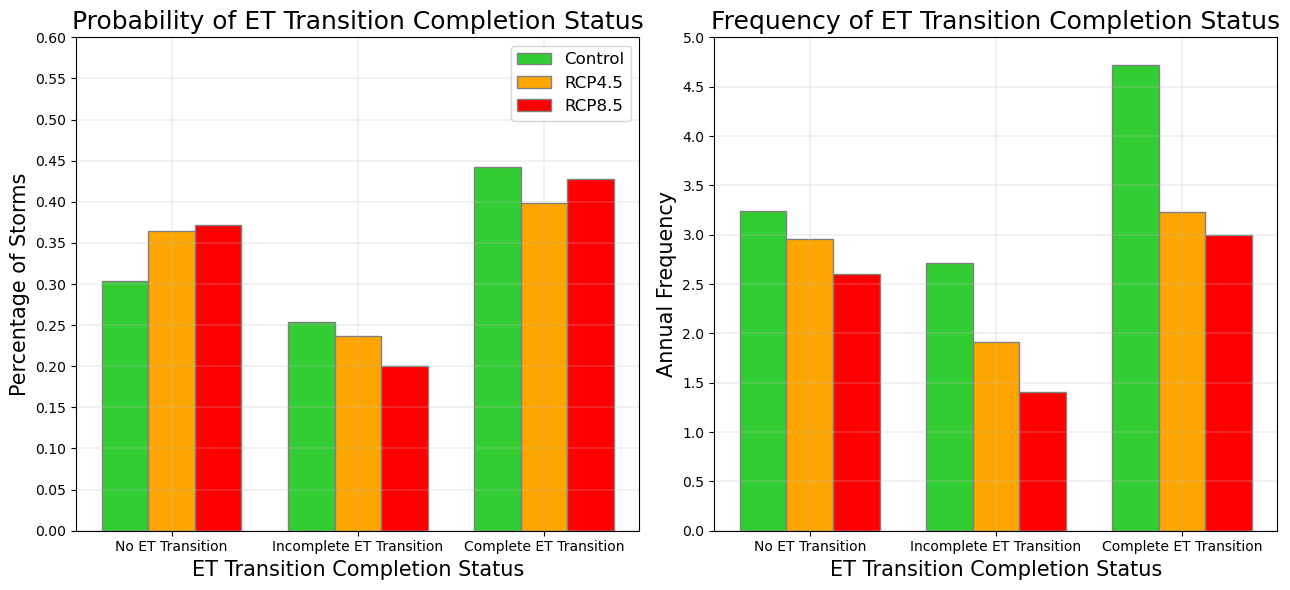 Probability of ET Transition Completion Status
Percentage of Storms
0.60
0.55
0.50
0.45
0.40
0.35
0.30
0.25
0.20
0.15
0.10
0.05
0.00
Control
RCP4.5
RCP8.5
No ET Transition
Incomplete ET Transition
Complete ET Transition
ET Transition Completion Status
Frequency of ET Transition Completion Status
Annual Frequency
5.0
4.5
4.0
3.5
3.0
2.5
2.0
1.5
1.0
0.5
0.0
No ET Transition
Incomplete ET Transition
Complete ET Transition
ET Transition Completion Status